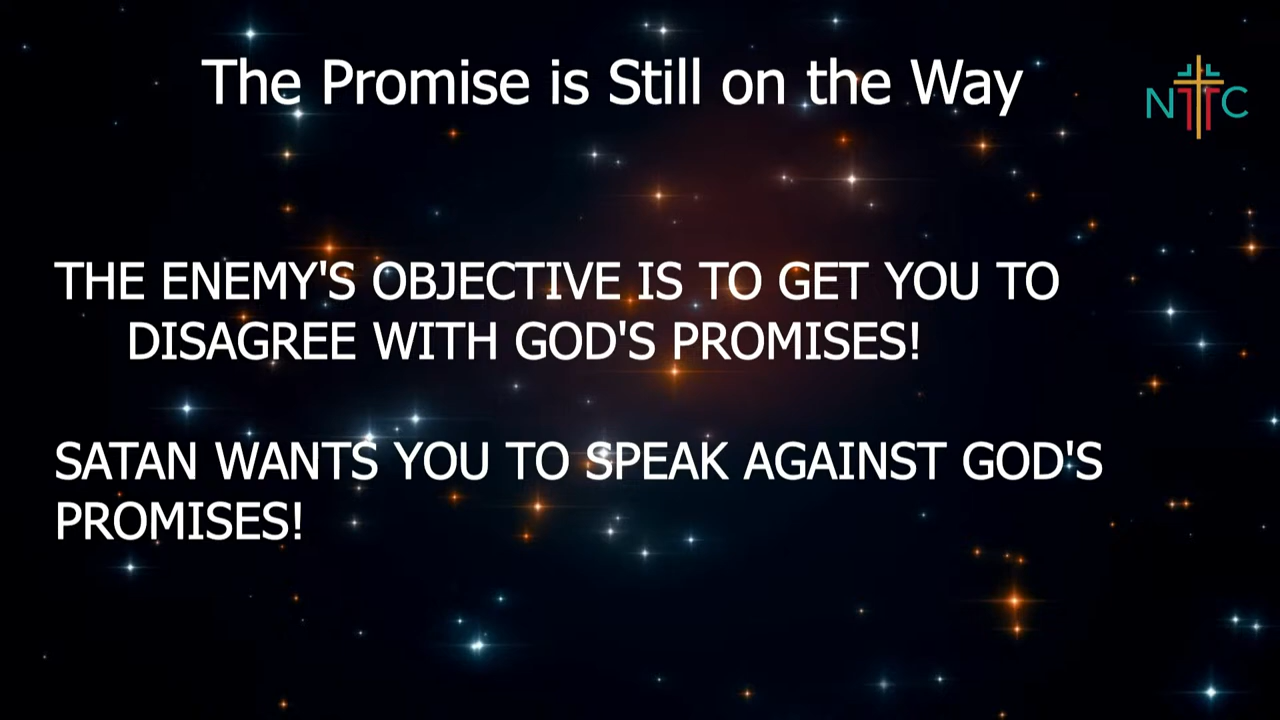 The Promise is Still on the Way
NTTC
THE ENEMY'S OBJECTIVE IS TO GET YOU TO
DISAGREE WITH GOD'S PROMISES!
SATAN WANTS YOU TO SPEAK AGAINST GOD'S
PROMISES!